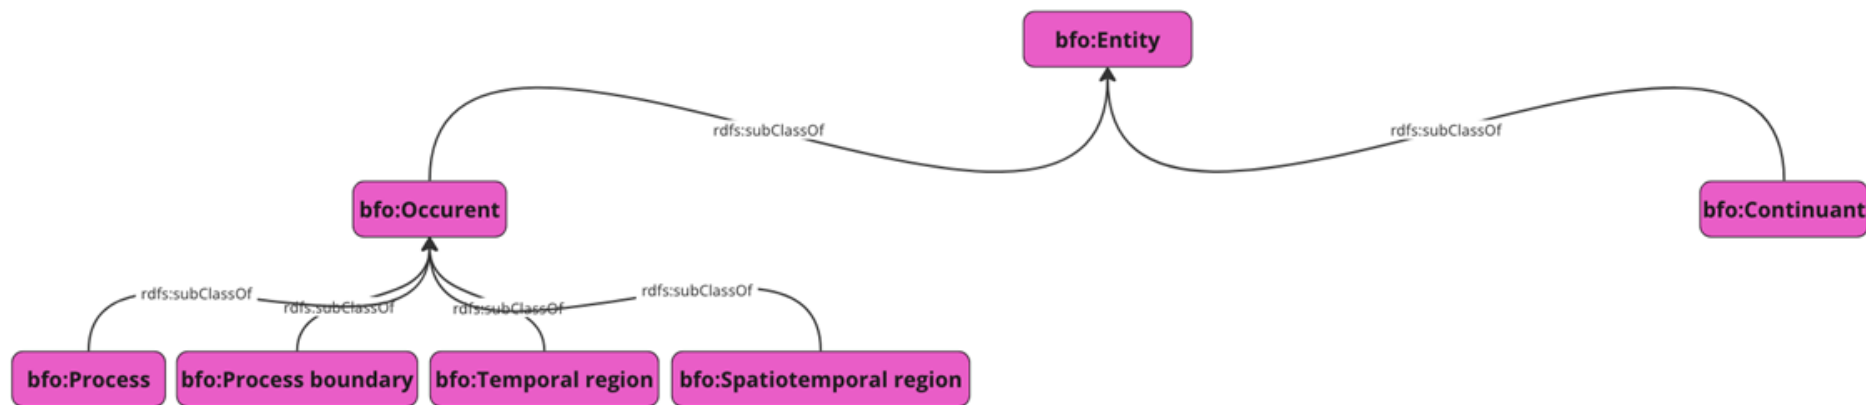 bfo:Entity
rdfs:subClassOf
rdfs:subClassOf
bfo:Occurent
bfo:Continuant
rdfs:subClassOf
rdfs:subClassOf
rdfs:subClassOf
rdfs:subClassOf
bfo:Process
bfo:Process boundary
bfo:Temporal region
bfo:Spatiotemporal region